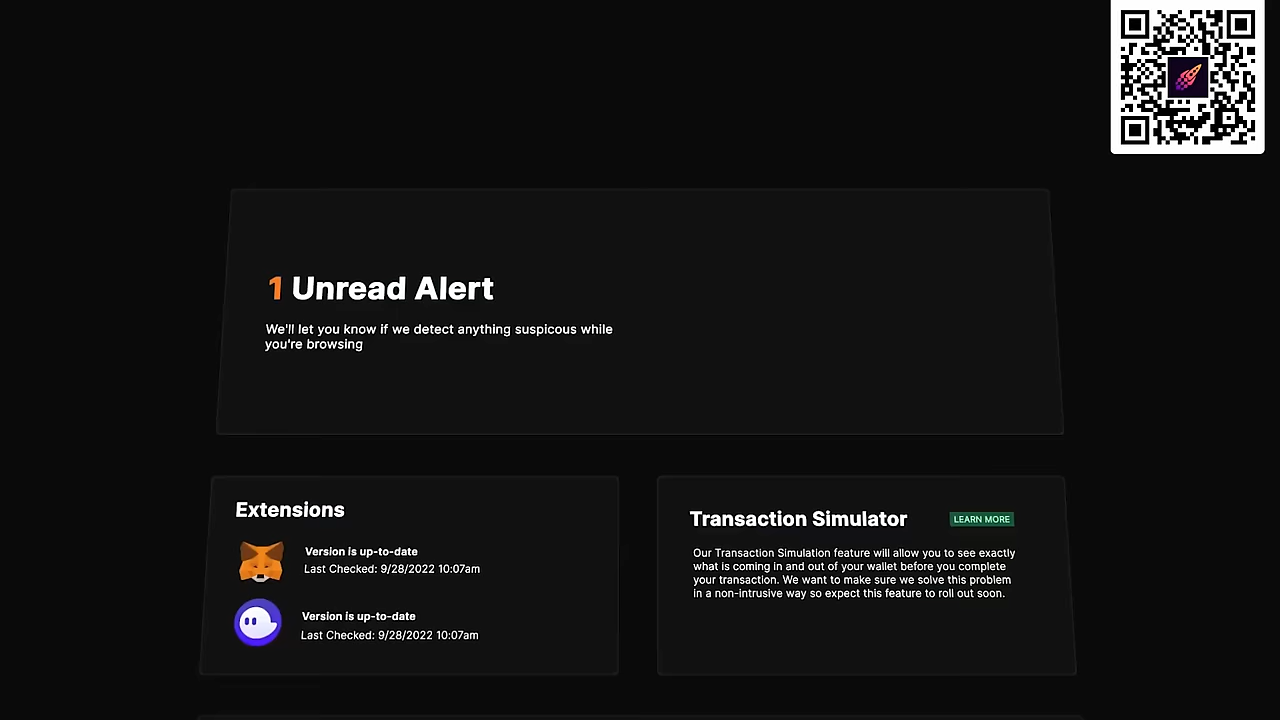 1 Unread Alert
We'll let you know if we detect anything suspicous while
you're browsing
Extensions
Version is up-to-date
Last Checked: 9/28/2022 10:07am
Version is up-to-date
Last Checked: 9/28/2022 10:07am
Transaction Simulator
LEARN MORE
Our Transaction Simulation feature will allow you to see exactly
what is coming in and out of your wallet before you complete
your transaction. We want to make sure we solve this problem
in a non-intrusive way so expect this feature to roll out soon.